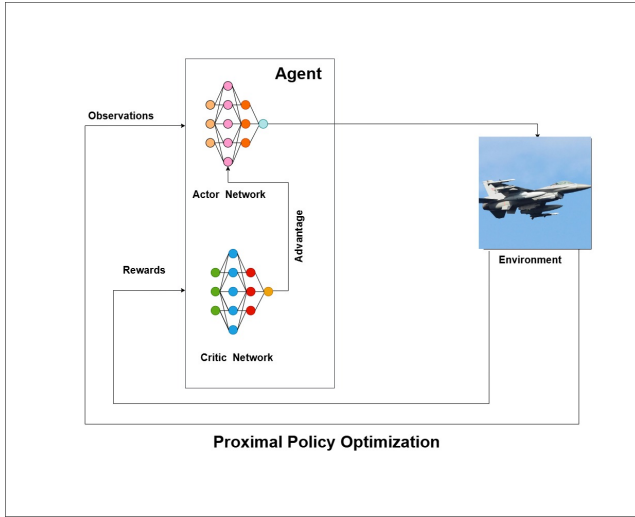 Agent
Observations
Actor Network
Advantage
Environment
Rewards
Critic Network
Proximal Policy Optimization